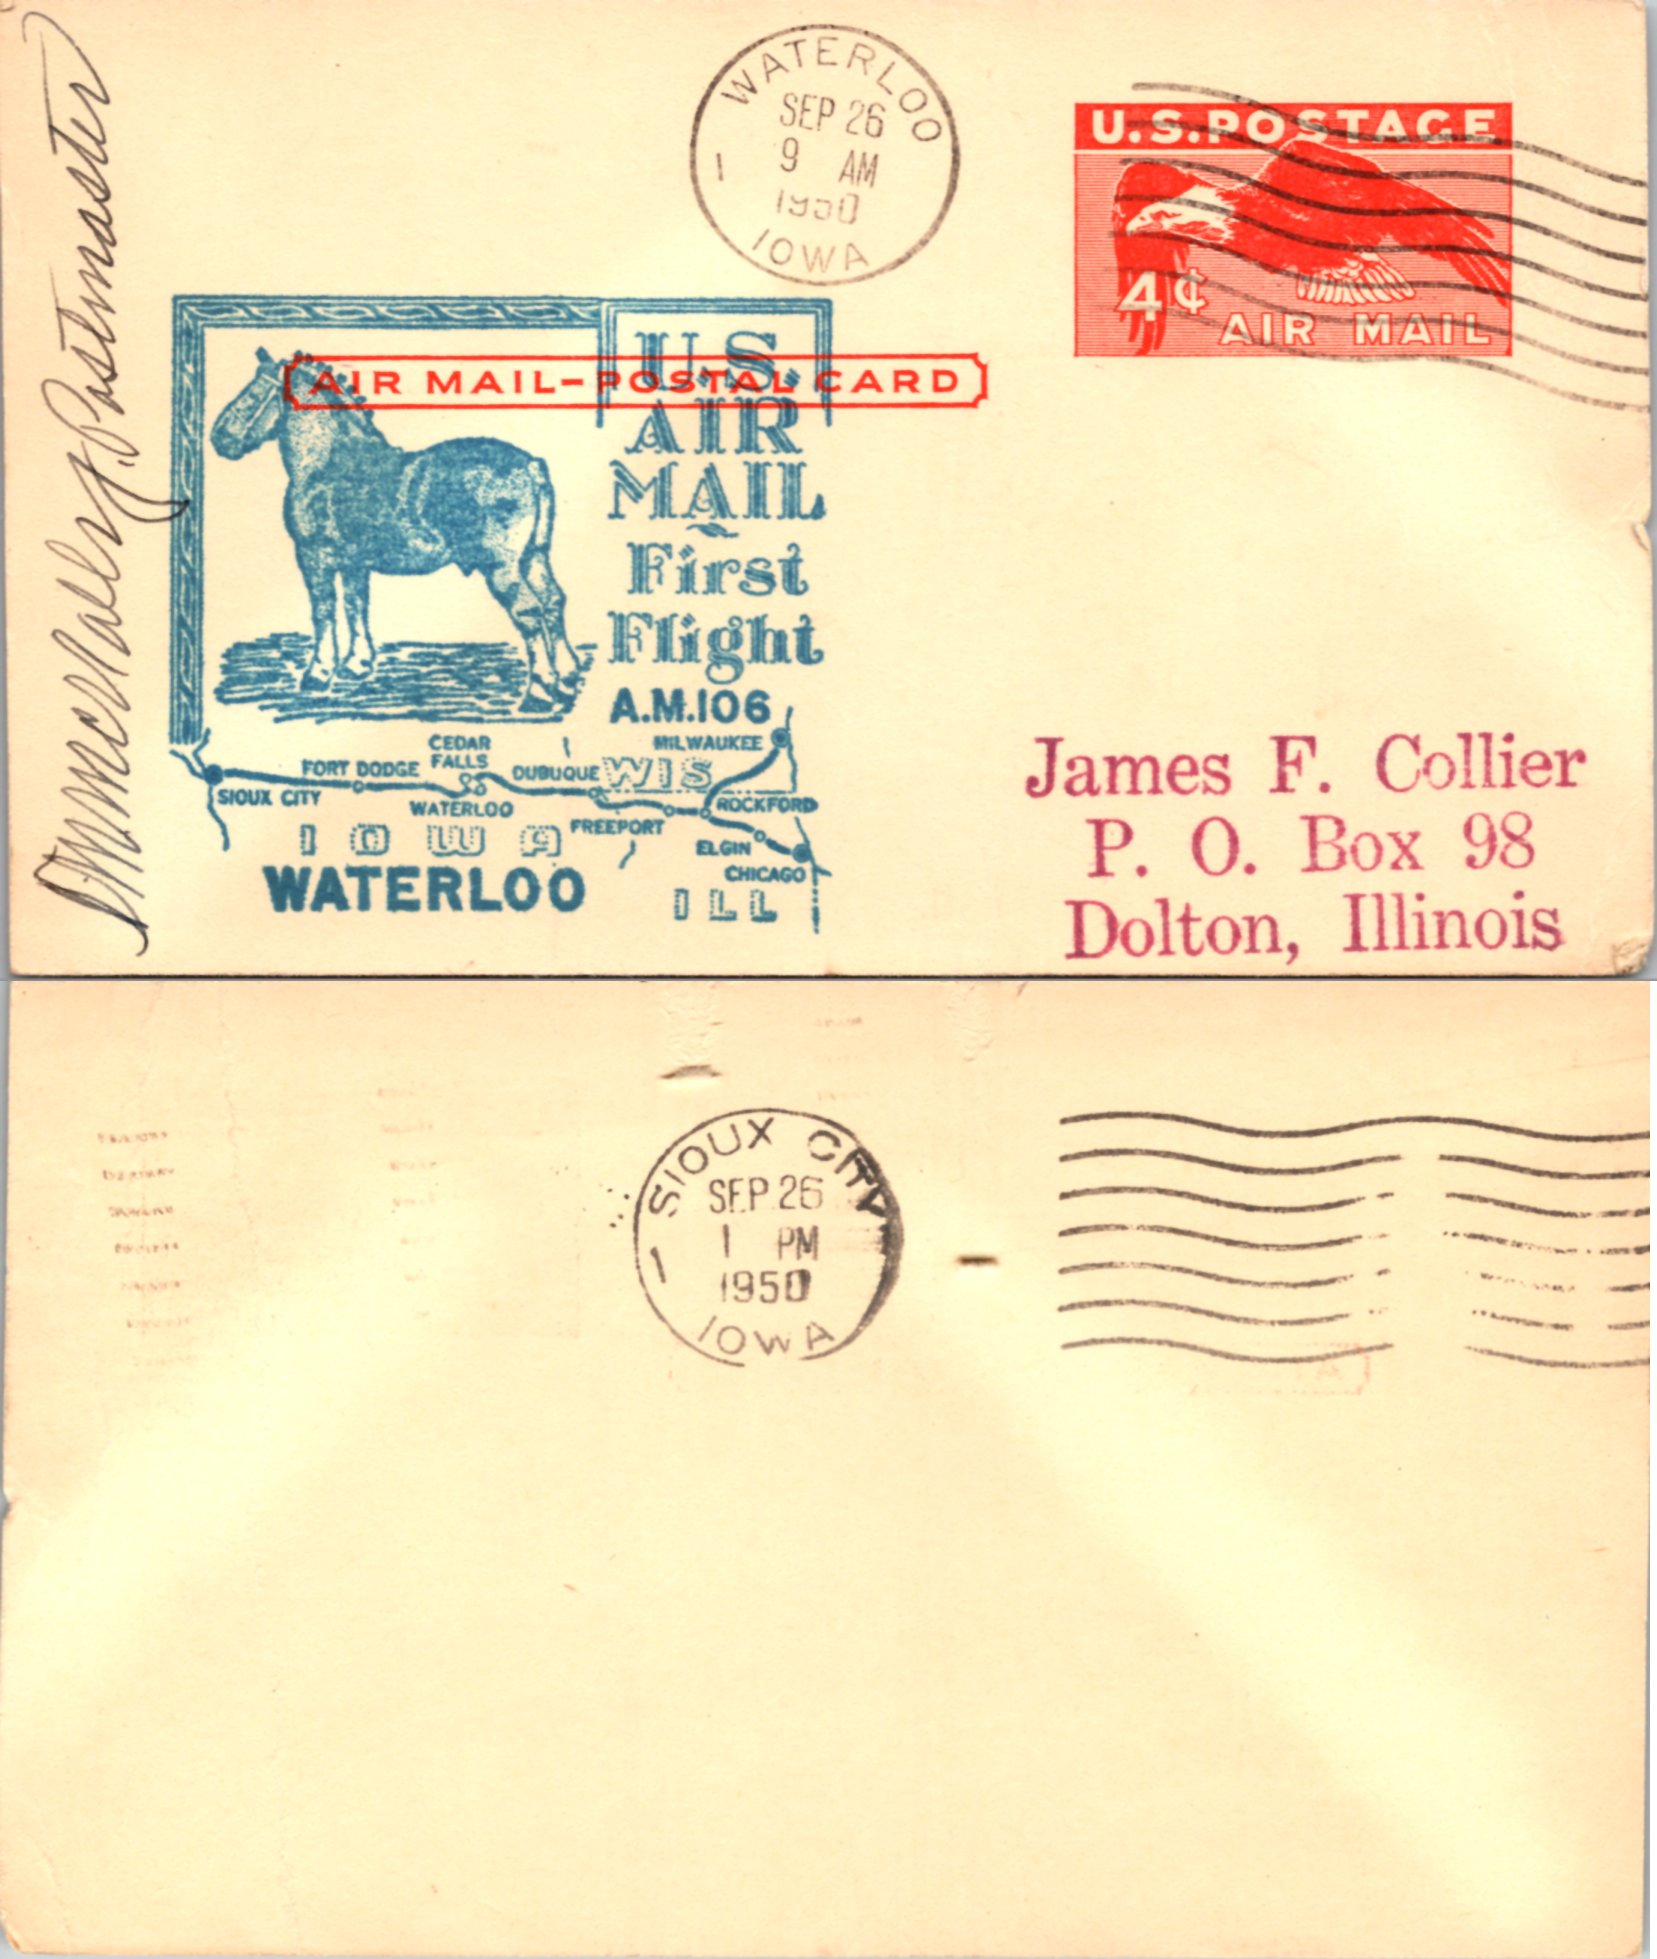 WATERLOO
SEP 26
9 AM
1950
1
IOWA
U.S.POSTAGE
4¢
AIR MAIL
Postmaster
AIR MAIL-POSTAL CARD
U.S.
AIR
MAIL
First
Flight
A.M.106
MILWAUKEE
CEDAR
FALLS
FORT DODGE
DUBUQUE
WIS
SIOUX CITY
WATERLOO
ROCKFORD
FREEPORT
IOWA
ELGIN
CHICAGO
WATERLOO
ILL
James F. Collier
P. O. Box 98
Dolton, Illinois
SIOUX CITY
SEP 26
1 PM
1950
1
IOWA